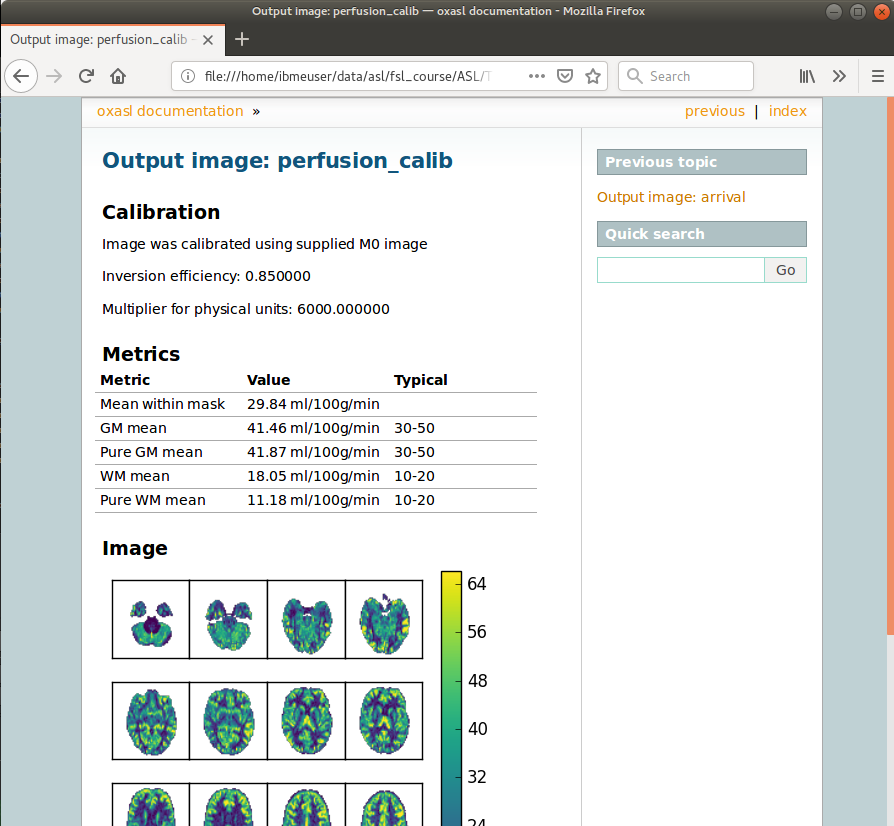 Output image: perfusion_calib — oxasl documentation - Mozilla Firefox
Output image: perfusion_calib -
file:///home/ibmeuser/data/asl/fsl_course/ASL/T
Search
oxasl documentation »
previous | index
Output image: perfusion_calib
Calibration
Image was calibrated using supplied M0 image
Inversion efficiency: 0.850000
Multiplier for physical units: 6000.000000
Metrics
Metric Value Typical
Mean within mask 29.84 ml/100g/min
GM mean 41.46 ml/100g/min 30-50
Pure GM mean 41.87 ml/100g/min 30-50
WM mean 18.05 ml/100g/min 10-20
Pure WM mean 11.18 ml/100g/min 10-20
Image
64
56
48
40
32
24
Previous topic
Output image: arrival
Quick search
Go